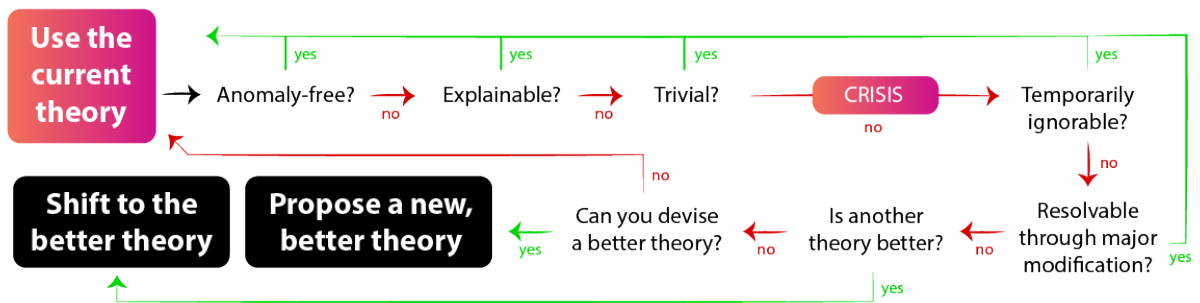 Use the
current
theory
Anomaly-free?
no
yes
Explainable?
no
yes
Trivial?
yes
CRISIS
no
Temporarily
ignorable?
yes
no
Resolvable
through major
modification?
yes
no
Is another
theory better?
yes
no
Can you devise
a better theory?
no
yes
Propose a new,
better theory
Shift to the
better theory